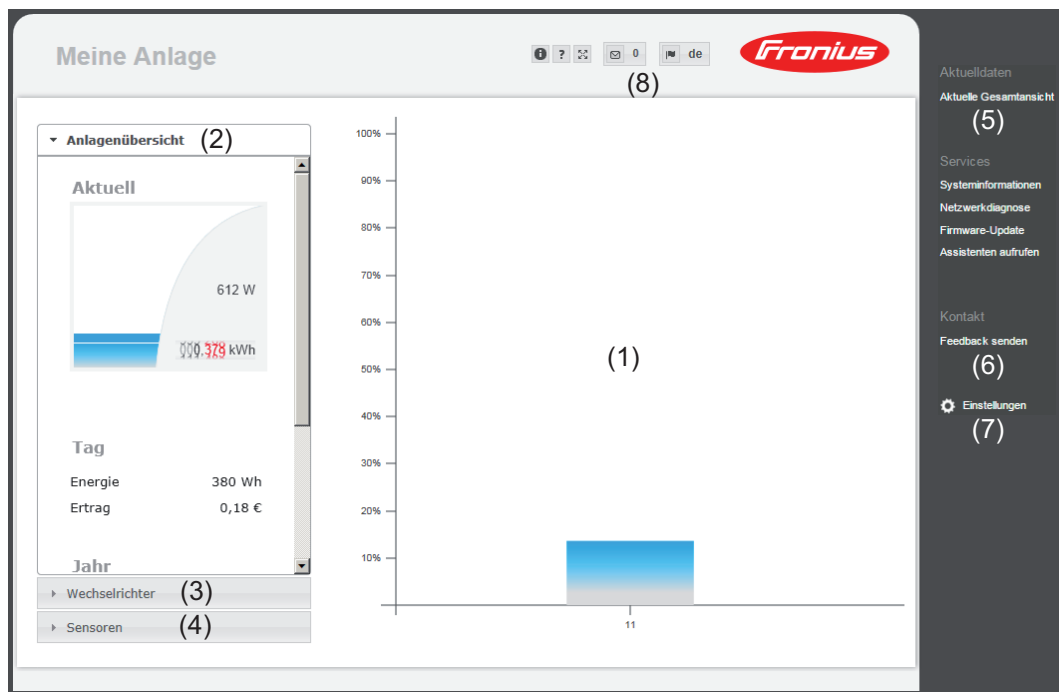 Meine Anlage
i ? 0 de
Fronius
(8)
Anlagenübersicht (2)
Aktuell
612 W
000.379 kWh
Tag
Energie 380 Wh
Ertrag 0,18 €
Jahr
Wechselrichter (3)
Sensoren (4)
100%
90%
80%
70%
60%
50%
40%
30%
20%
10%
(1)
11
Aktuelldaten
Aktuelle Gesamtansicht
(5)
Services
Systeminformationen
Netzwerkdiagnose
Firmware-Update
Assistenten aufrufen
Kontakt
Feedback senden
(6)
Einstellungen
(7)